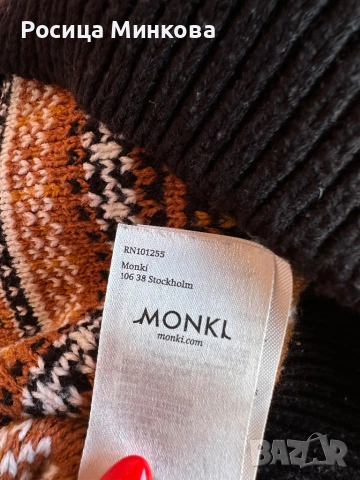 Росица Минкова
RN101255
Monki
106 38 Stockholm
MONKI
monki.com
BAZAR